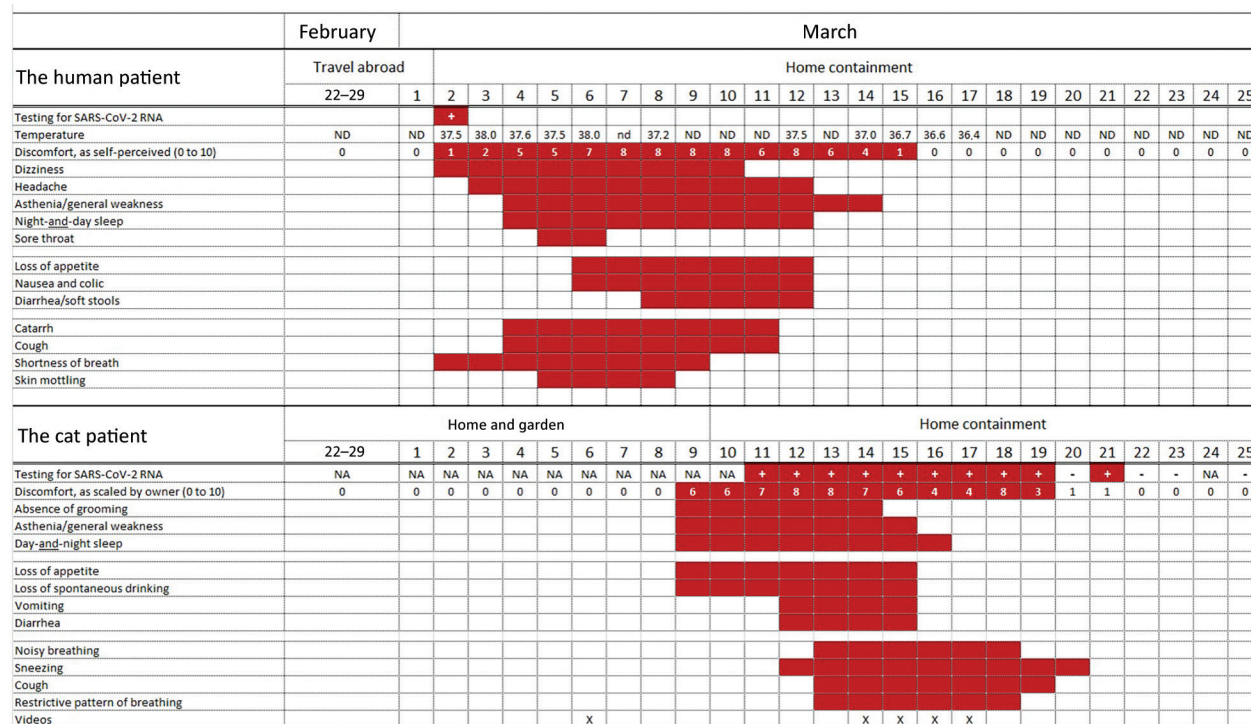 February March
The human patient Travel abroad Home containment
22–29 1 2 3 4 5 6 7 8 9 10 11 12 13 14 15 16 17 18 19 20 21 22 23 24 25
Testing for SARS-CoV-2 RNA +
Temperature ND ND 37.5 38.0 37.6 37.5 38.0 nd 37.2 ND ND ND 37.5 ND 37.0 36.7 36.6 36.4 ND ND ND ND ND ND ND ND
Discomfort, as self-perceived (0 to 10) 0 0 1 2 5 5 7 8 8 8 8 6 8 6 4 1 0 0 0 0 0 0 0 0 0 0
Dizziness
Headache
Asthenia/general weakness
Night-and-day sleep
Sore throat
Loss of appetite
Nausea and colic
Diarrhea/soft stools
Catarrh
Cough
Shortness of breath
Skin mottling
The cat patient Home and garden Home containment
22–29 1 2 3 4 5 6 7 8 9 10 11 12 13 14 15 16 17 18 19 20 21 22 23 24 25
Testing for SARS-CoV-2 RNA NA NA NA NA NA NA NA NA NA NA NA + + + + + + + + + - + - - NA -
Discomfort, as scaled by owner (0 to 10) 0 0 0 0 0 0 0 0 0 6 6 7 8 8 7 6 4 4 8 3 1 1 0 0 0 0
Absence of grooming
Asthenia/general weakness
Day-and-night sleep
Loss of appetite
Loss of spontaneous drinking
Vomiting
Diarrhea
Noisy breathing
Sneezing
Cough
Restrictive pattern of breathing
Videos X X X X X